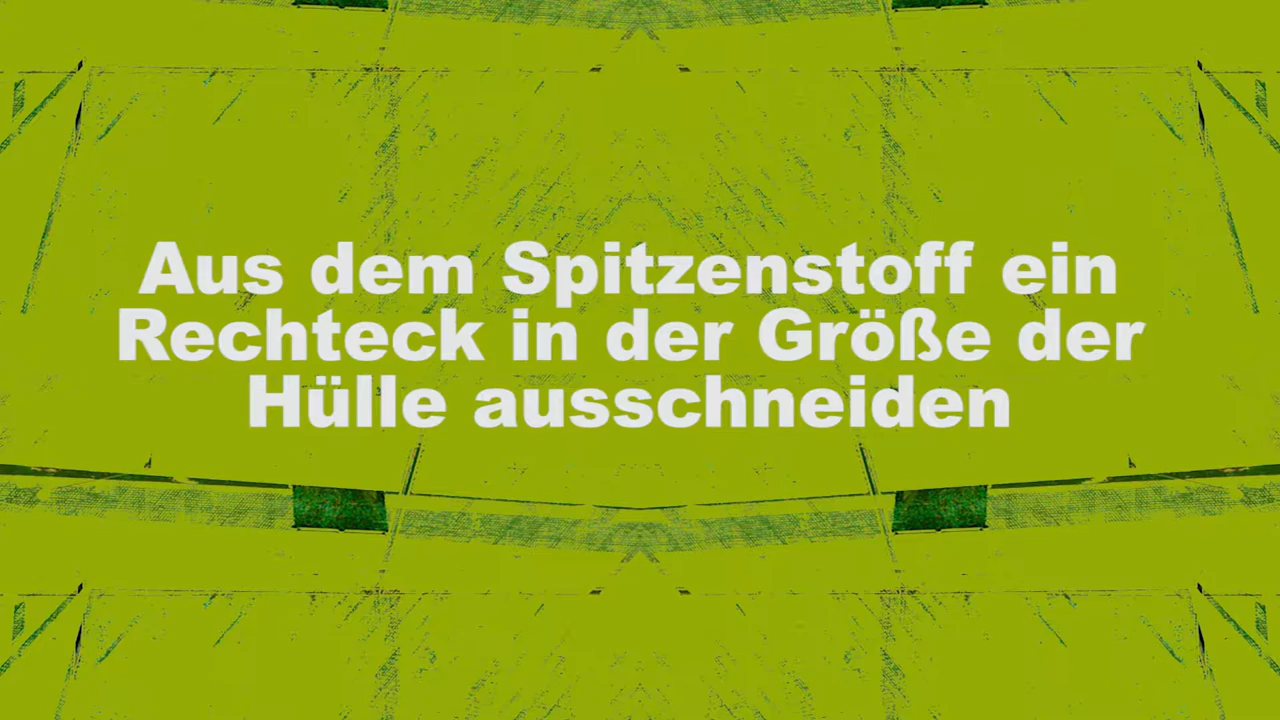 Aus dem Spitzenstoff ein
Rechteck in der Größe der
Hülle ausschneiden